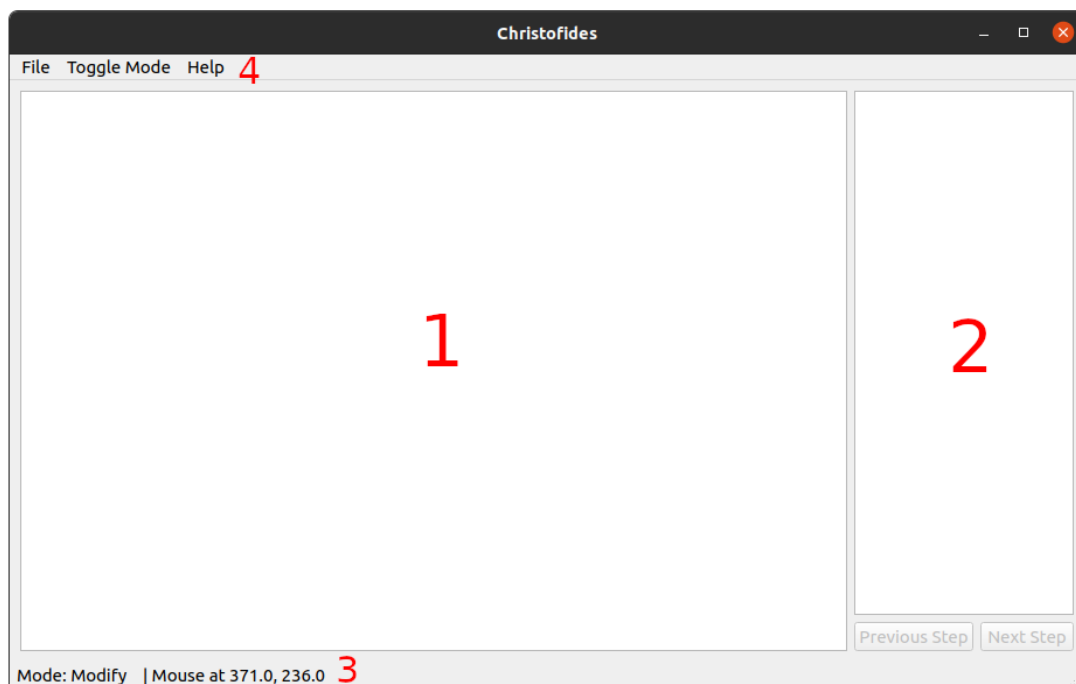 Christofides
File Toggle Mode Help 4
1
2
Previous Step Next Step
Mode: Modify | Mouse at 371.0, 236.0 3